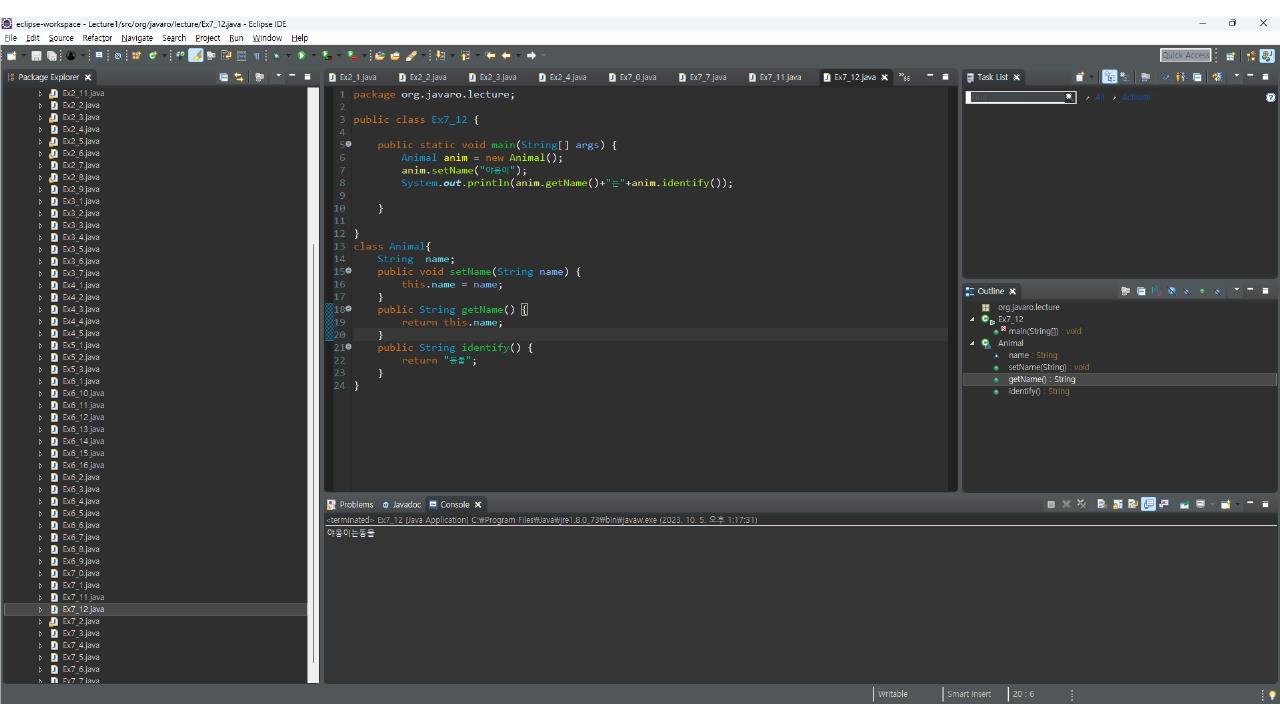 eclipse-workspace - Lecture1/src/org/javaro/lecture/Ex7_12.java - Eclipse IDE
File Edit Source Refactor Navigate Search Project Run Window Help
Quick Access
Package Explorer
Ex2_11.java
Ex2_2.java
Ex2_3.java
Ex2_4.java
Ex2_5.java
Ex2_6.java
Ex2_7.java
Ex2_8.java
Ex2_9.java
Ex3_1.java
Ex3_2.java
Ex3_3.java
Ex3_4.java
Ex3_5.java
Ex3_6.java
Ex3_7.java
Ex4_1.java
Ex4_2.java
Ex4_3.java
Ex4_4.java
Ex4_5.java
Ex5_1.java
Ex5_2.java
Ex5_3.java
Ex6_1.java
Ex6_10.java
Ex6_11.java
Ex6_12.java
Ex6_13.java
Ex6_14.java
Ex6_15.java
Ex6_16.java
Ex6_2.java
Ex6_3.java
Ex6_4.java
Ex6_5.java
Ex6_6.java
Ex6_7.java
Ex6_8.java
Ex6_9.java
Ex7_0.java
Ex7_1.java
Ex7_11.java
Ex7_12.java
Ex7_2.java
Ex7_3.java
Ex7_4.java
Ex7_5.java
Ex7_6.java
Ex7_7.java
Ex2_1.java Ex2_2.java Ex2_3.java Ex2_4.java Ex7_0.java Ex7_7.java Ex7_11.java Ex7_12.java
1 package org.javaro.lecture;
2
3 public class Ex7_12 {
4
5 public static void main(String[] args) {
6 Animal anim = new Animal();
7 anim.setName("야옹이");
8 System.out.println(anim.getName()+"는"+anim.identify());
9
10 }
11
12 }
13 class Animal{
14 String name;
15 public void setName(String name) {
16 this.name = name;
17 }
18 public String getName() {
19 return this.name;
20 }
21 public String identify() {
22 return "동물";
23 }
24 }
Task List
Find All Activate...
Outline
org.javaro.lecture
Ex7_12
main(String[]) : void
Animal
name : String
setName(String) : void
getName() : String
identify() : String
Problems Javadoc Console
<terminated> Ex7_12 [Java Application] C:₩Program Files₩Java₩jre1.8.0_73₩bin₩javaw.exe (2023. 10. 5. 오후 1:17:31)
야옹이는동물
Writable Smart Insert 20 : 6